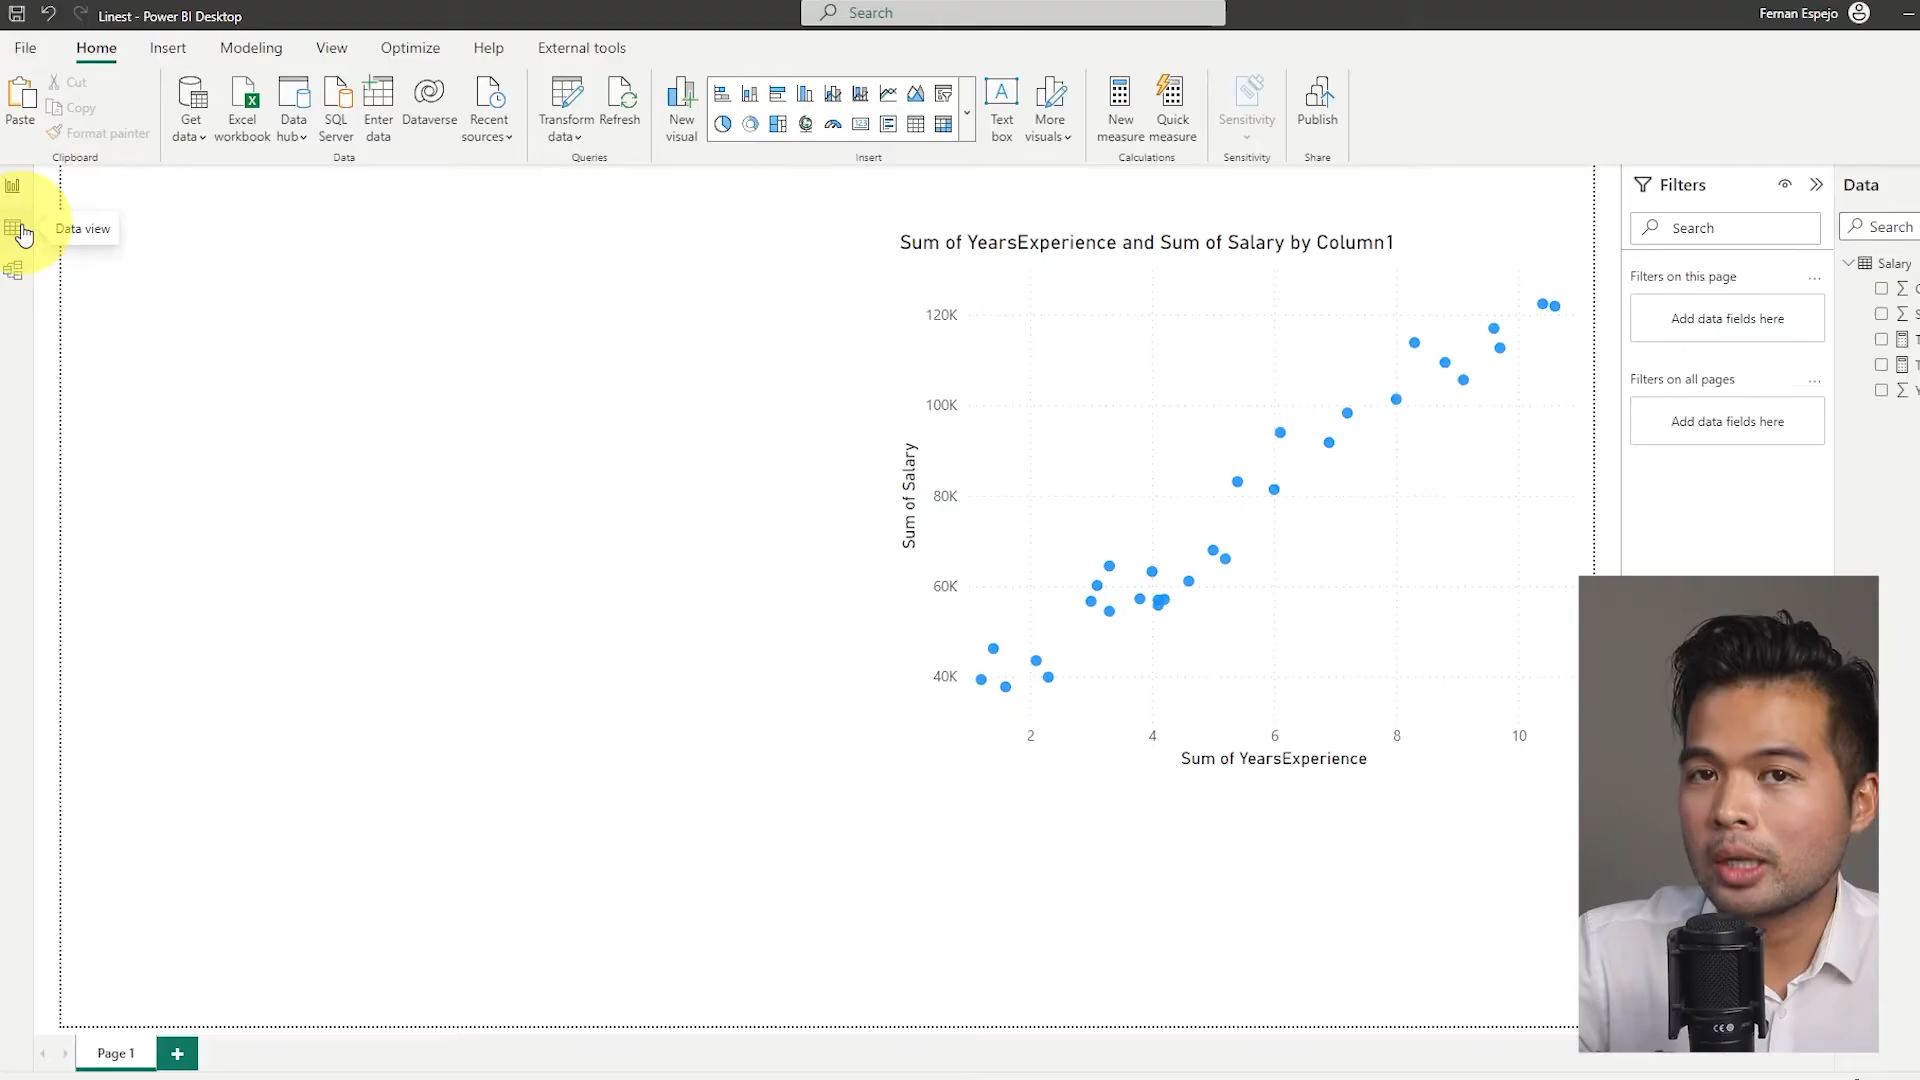 Linest - Power BI Desktop
Search
Fernan Espejo
File
Home
Insert
Modeling
View
Optimize
Help
External tools
Paste
Cut
Copy
Format painter
Clipboard
Get data
Excel workbook
Data hub
SQL Server
Enter data
Dataverse
Recent sources
Data
Transform data
Refresh
Queries
New visual
123
Insert
A
Text box
More visuals
New measure
Quick measure
Calculations
Sensitivity
Sensitivity
Publish
Share
Data view
Sum of YearsExperience and Sum of Salary by Column1
120K
100K
80K
60K
40K
Sum of Salary
2
4
6
8
10
Sum of YearsExperience
Filters
Search
Filters on this page
...
Add data fields here
Filters on all pages
...
Add data fields here
Data
Search
Salary
Page 1
CE